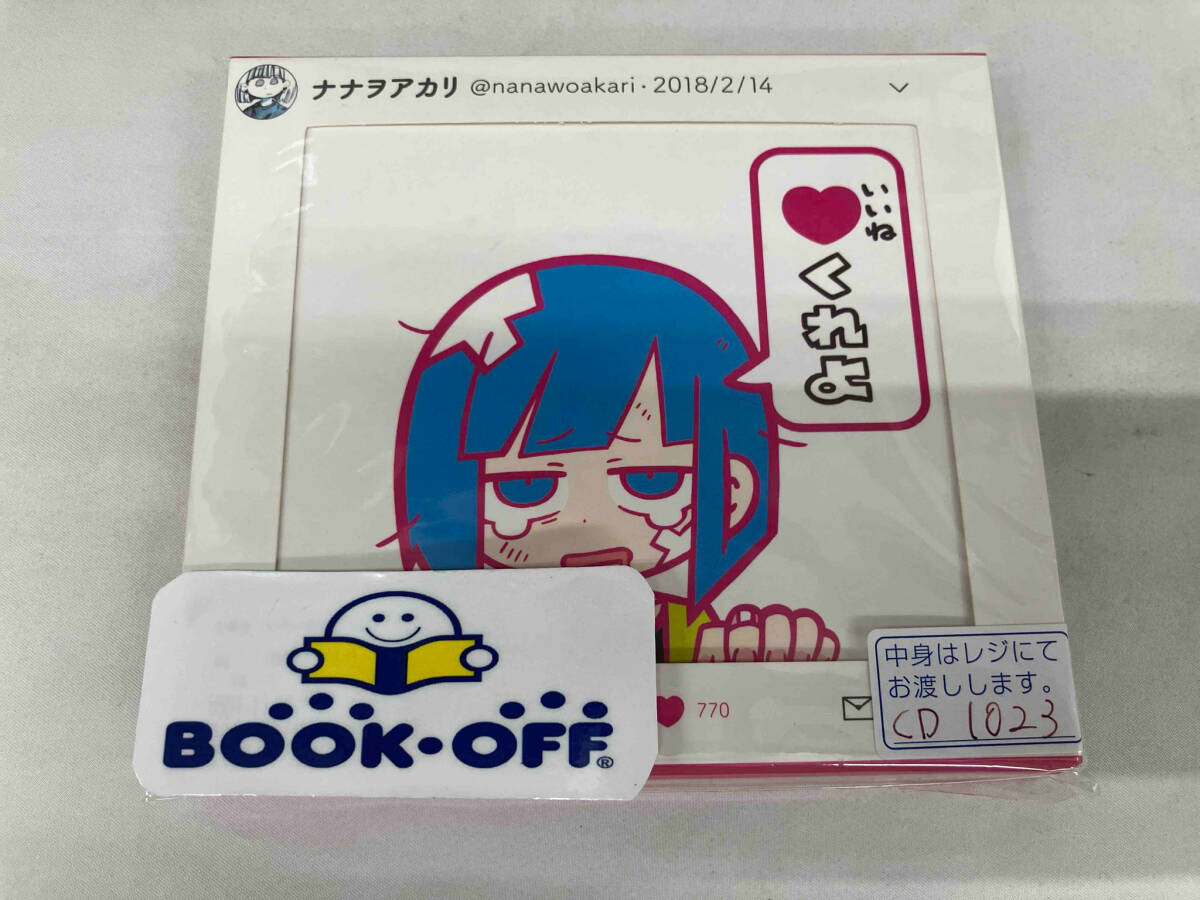 ナナヲアカリ @nanawoakari · 2018/2/14
いいね
♥くれよ
BOOK・OFF®
770
中身はレジにて
お渡しします。
CD 1023